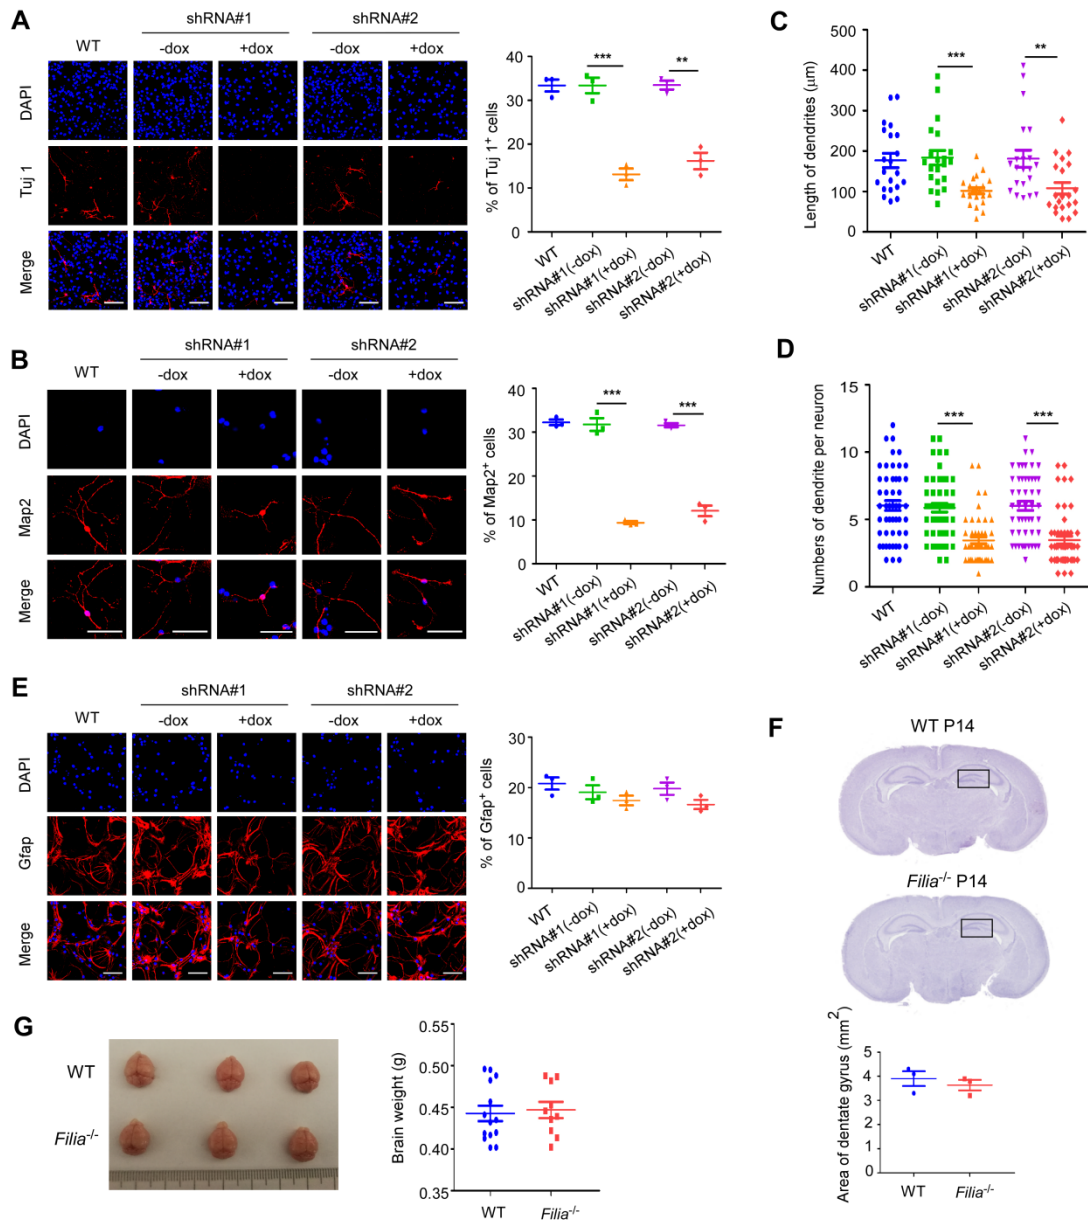 A
shRNA#1
shRNA#2
WT
-dox
+dox
-dox
+dox
DAPI
Tuj 1
Merge
% of Tuj 1+ cells
40
30
20
10
0
***
**
WT
shRNA#1(-dox)
shRNA#1(+dox)
shRNA#2(-dox)
shRNA#2(+dox)
C
Length of dendrites (μm)
500
400
300
200
100
0
***
**
WT
shRNA#1(-dox)
shRNA#1(+dox)
shRNA#2(-dox)
shRNA#2(+dox)
B
shRNA#1
shRNA#2
WT
-dox
+dox
-dox
+dox
DAPI
Map2
Merge
% of Map2+ cells
40
30
20
10
0
***
***
WT
shRNA#1(-dox)
shRNA#1(+dox)
shRNA#2(-dox)
shRNA#2(+dox)
D
Numbers of dendrite per neuron
15
10
5
0
***
***
WT
shRNA#1(-dox)
shRNA#1(+dox)
shRNA#2(-dox)
shRNA#2(+dox)
E
shRNA#1
shRNA#2
WT
-dox
+dox
-dox
+dox
DAPI
Gfap
Merge
% of Gfap+ cells
30
20
10
0
WT
shRNA#1(-dox)
shRNA#1(+dox)
shRNA#2(-dox)
shRNA#2(+dox)
F
WT P14
Filia-/- P14
Area of dentate gyrus (mm2)
5
4
3
2
1
0
WT
Filia-/-
G
WT
Filia-/-
Brain weight (g)
0.55
0.50
0.45
0.40
0.35
WT
Filia-/-